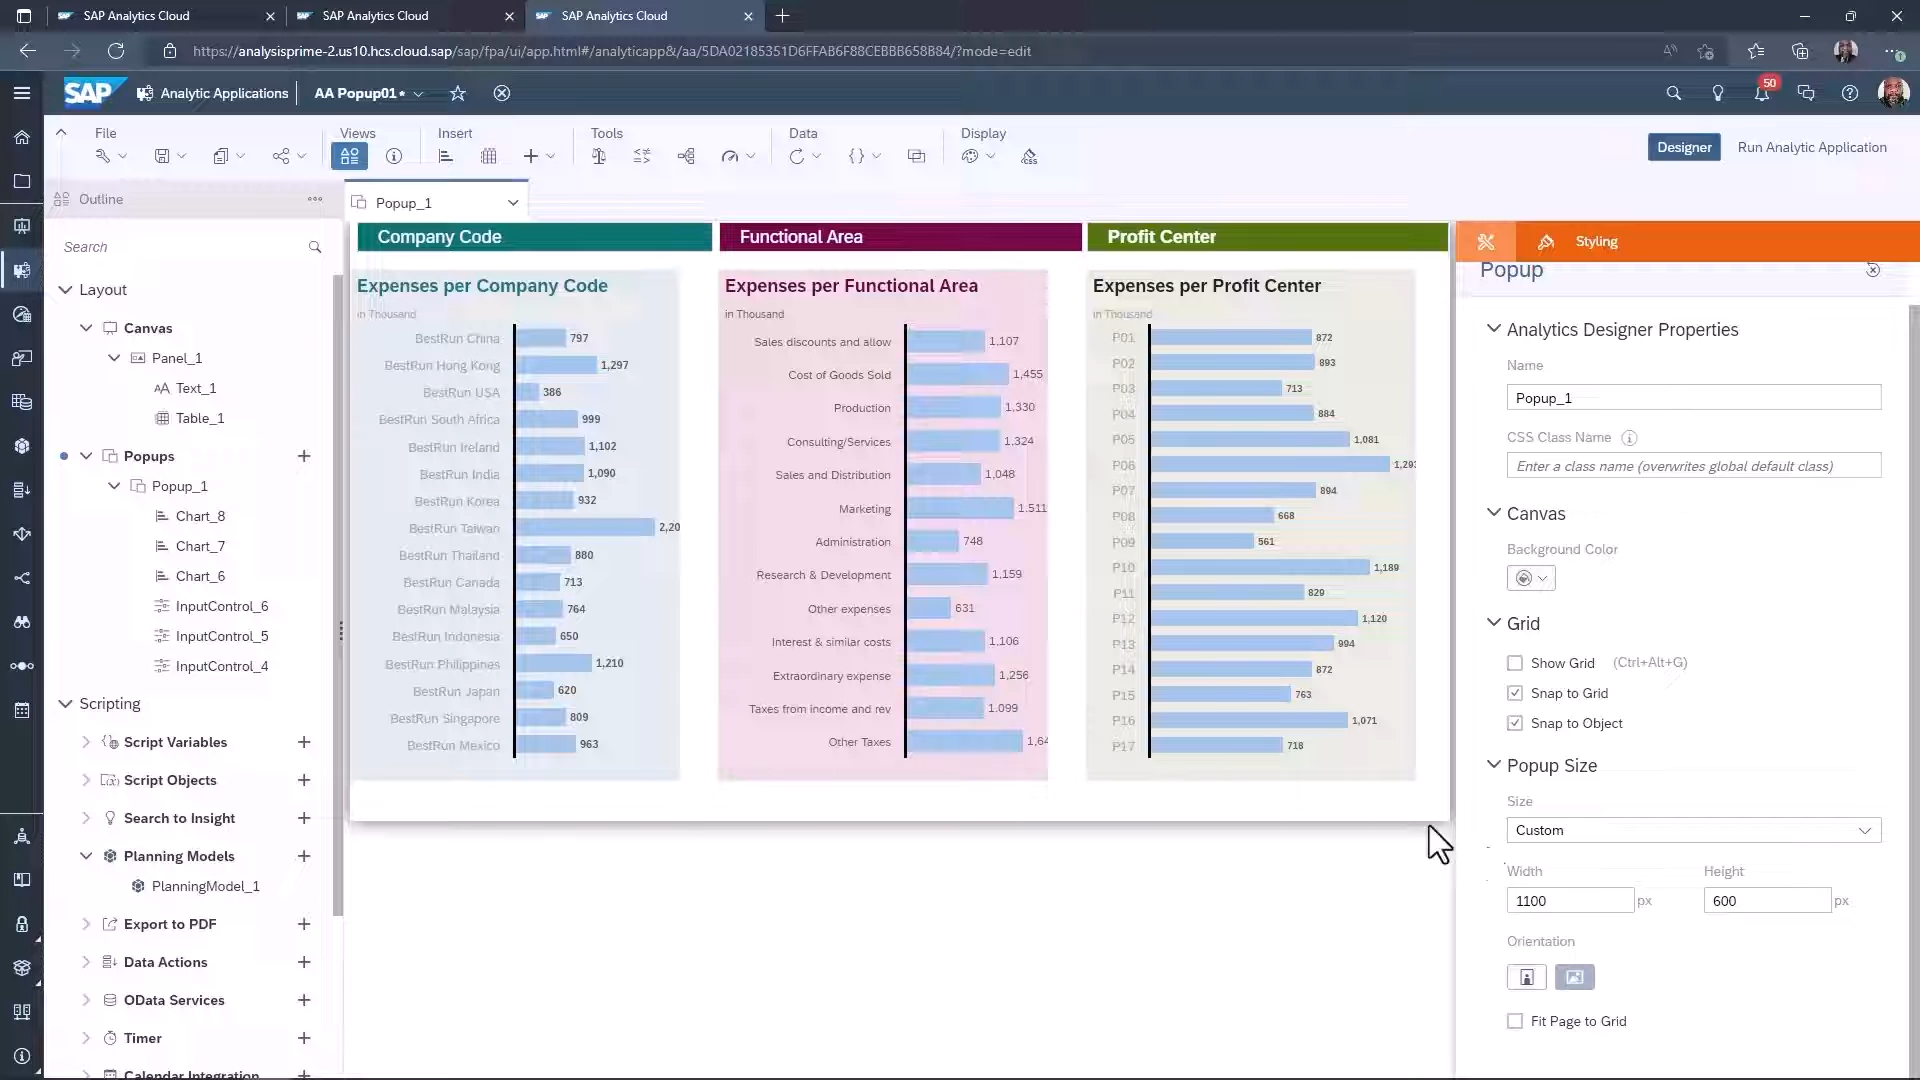 SAP Analytics Cloud
SAP Analytics Cloud
SAP Analytics Cloud
https://analysisprime-2.us10.hcs.cloud.sap/sap/fpa/ui/app.html#/analyticapp&/aa/5DA02185351D6FFAB6F88CEBBB658B84/?mode=edit
SAP
Analytic Applications
AA Popup01*
50
File
Views
Insert
Tools
Data
Display
Designer
Run Analytic Application
CSS
Outline
Popup_1
Search
Layout
Canvas
Panel_1
Text_1
Table_1
Popups
Popup_1
Chart_8
Chart_7
Chart_6
InputControl_6
InputControl_5
InputControl_4
Scripting
Script Variables
Script Objects
Search to Insight
Planning Models
PlanningModel_1
Export to PDF
Data Actions
OData Services
Timer
Calendar Integration
Company Code
Expenses per Company Code
in Thousand
BestRun China 797
BestRun Hong Kong 1,297
BestRun USA 386
BestRun South Africa 999
BestRun Ireland 1,102
BestRun India 1,090
BestRun Korea 932
BestRun Taiwan 2,20
BestRun Thailand 880
BestRun Canada 713
BestRun Malaysia 764
BestRun Indonesia 650
BestRun Philippines 1,210
BestRun Japan 620
BestRun Singapore 809
BestRun Mexico 963
Functional Area
Expenses per Functional Area
in Thousand
Sales discounts and allow 1,107
Cost of Goods Sold 1,455
Production 1,330
Consulting/Services 1,324
Sales and Distribution 1,048
Marketing 1,511
Administration 748
Research & Development 1,159
Other expenses 631
Interest & similar costs 1,106
Extraordinary expense 1,256
Taxes from income and rev 1,099
Other Taxes 1,64
Profit Center
Expenses per Profit Center
in Thousand
P01 872
P02 893
P03 713
P04 884
P05 1,081
P06 1,293
P07 894
P08 668
P09 561
P10 1,189
P11 829
P12 1,120
P13 994
P14 872
P15 763
P16 1,071
P17 718
Styling
Popup
Analytics Designer Properties
Name
Popup_1
CSS Class Name
Enter a class name (overwrites global default class)
Canvas
Background Color
Grid
Show Grid (Ctrl+Alt+G)
Snap to Grid
Snap to Object
Popup Size
Size
Custom
Width
Height
1100 px
600 px
Orientation
Fit Page to Grid